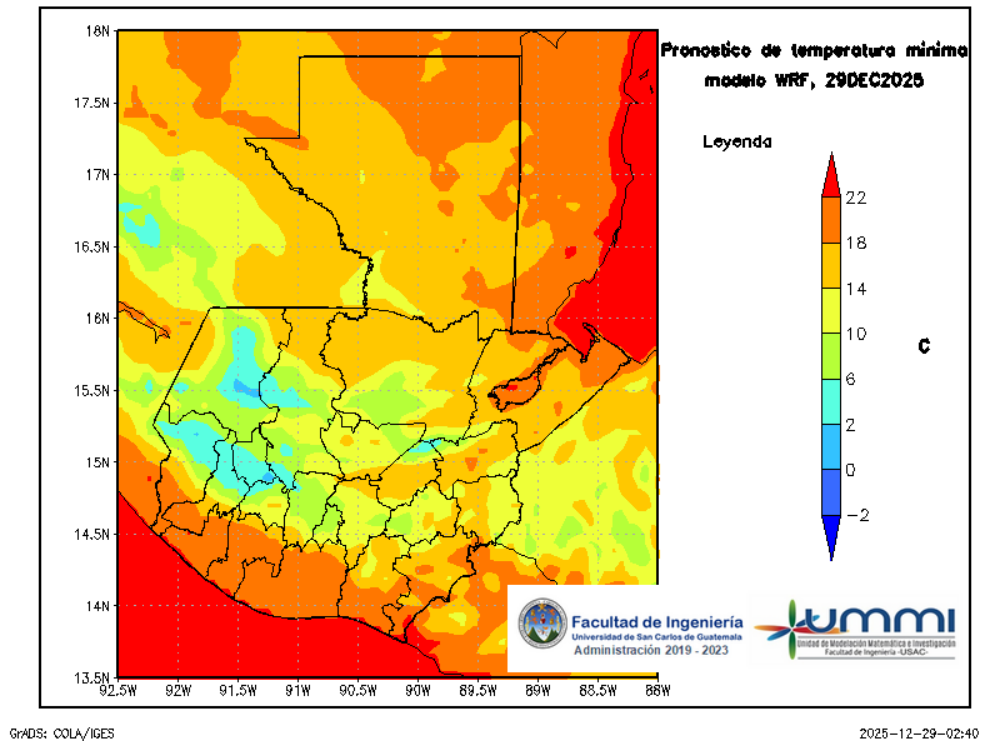 Pronostico de temperatura minima
modelo WRF, 29DEC2025
Leyenda
22
18
14
10
6
2
0
-2
C
18N
17.5N
17N
16.5N
16N
15.5N
15N
14.5N
14N
13.5N
92.5W 92W 91.5W 91W 90.5W 90W 89.5W 89W 88.5W 88W
Facultad de Ingeniería
Universidad de San Carlos de Guatemala
Administración 2019 - 2023
ummi
Unidad de Modelación Matemática e Investigación
Facultad de Ingeniería -USAC-
GrADS: COLA/IGES
2025-12-29-02:40